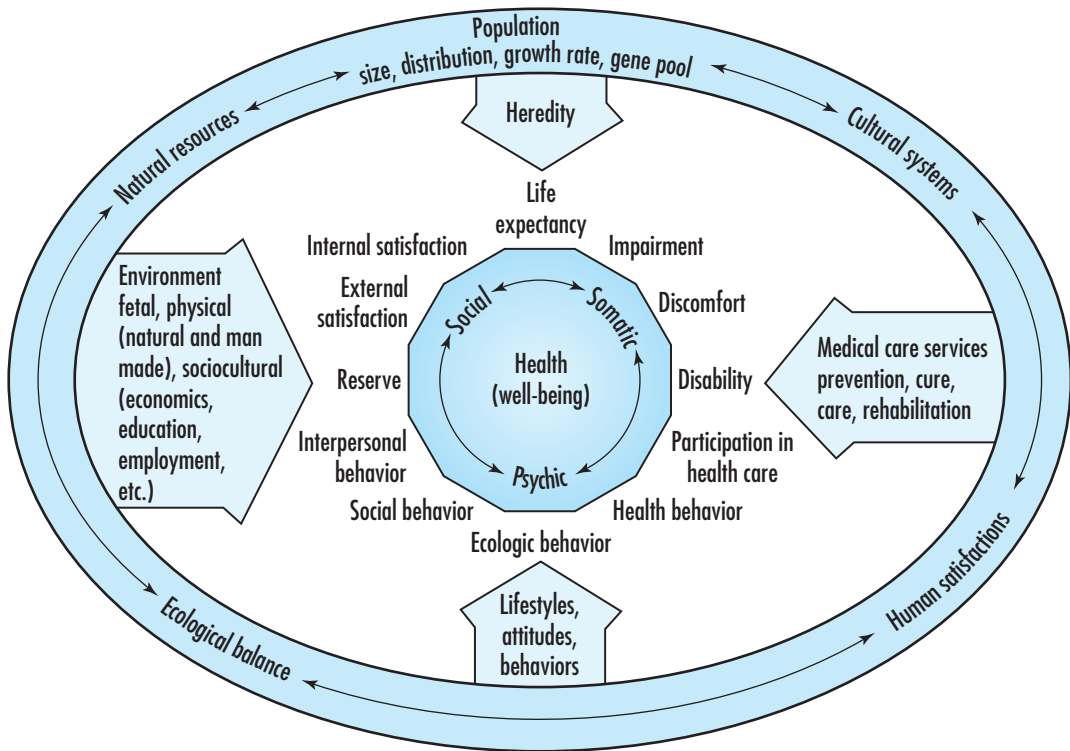 Population
size, distribution, growth rate, gene pool
Natural resources
Cultural systems
Heredity
Life
expectancy
Internal satisfaction
Impairment
External
satisfaction
Discomfort
Reserve
Disability
Interpersonal
behavior
Participation in
health care
Social behavior
Health behavior
Ecologic behavior
Social
Somatic
Psychic
Health
(well-being)
Environment
fetal, physical
(natural and man
made), sociocultural
(economics,
education,
employment,
etc.)
Medical care services
prevention, cure,
care, rehabilitation
Lifestyles,
attitudes,
behaviors
Ecological balance
Human satisfactions